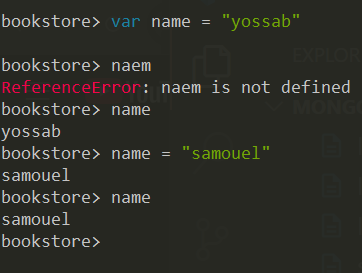 bookstore> var name = "yossab"
bookstore> naem
ReferenceError: naem is not defined
bookstore> name
yossab
bookstore> name = "samouel"
samouel
bookstore> name
samouel
bookstore>